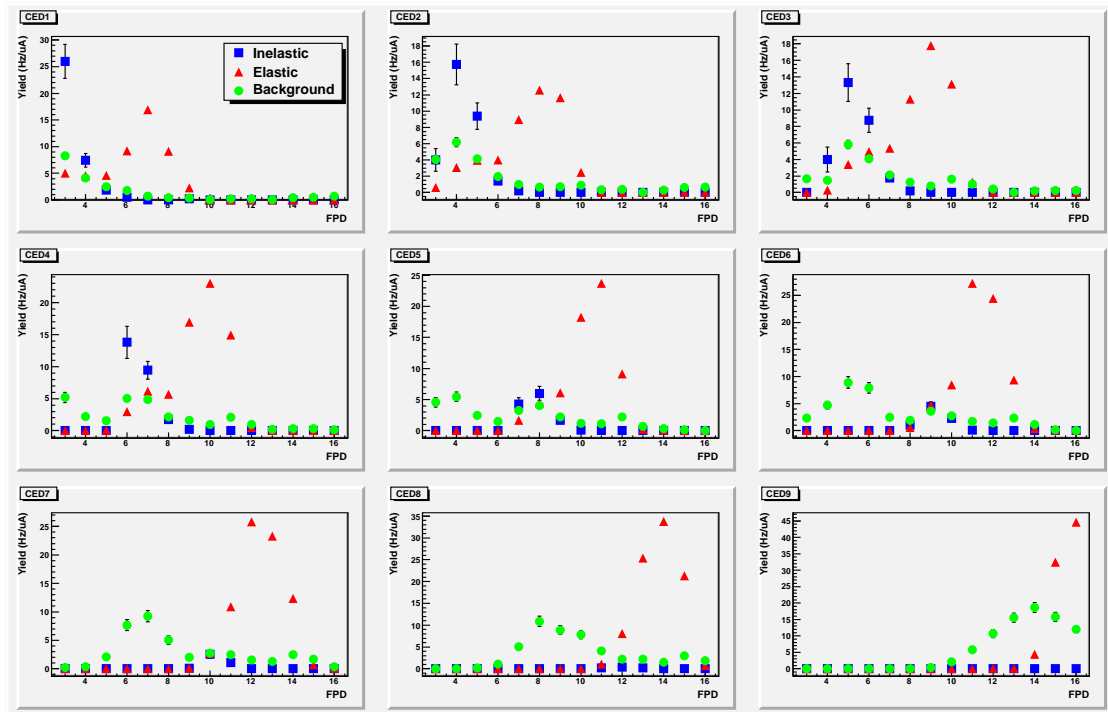 CED1
Yield (Hz/uA)
30
25
20
15
10
5
0
Inelastic
Elastic
Background
4 6 8 10 12 14 16
FPD
CED2
Yield (Hz/uA)
18
16
14
12
10
8
6
4
2
0
4 6 8 10 12 14 16
FPD
CED3
Yield (Hz/uA)
18
16
14
12
10
8
6
4
2
0
4 6 8 10 12 14 16
FPD
CED4
Yield (Hz/uA)
20
15
10
5
0
4 6 8 10 12 14 16
FPD
CED5
Yield (Hz/uA)
25
20
15
10
5
0
4 6 8 10 12 14 16
FPD
CED6
Yield (Hz/uA)
25
20
15
10
5
0
4 6 8 10 12 14 16
FPD
CED7
Yield (Hz/uA)
25
20
15
10
5
0
4 6 8 10 12 14 16
FPD
CED8
Yield (Hz/uA)
35
30
25
20
15
10
5
0
4 6 8 10 12 14 16
FPD
CED9
Yield (Hz/uA)
45
40
35
30
25
20
15
10
5
0
4 6 8 10 12 14 16
FPD